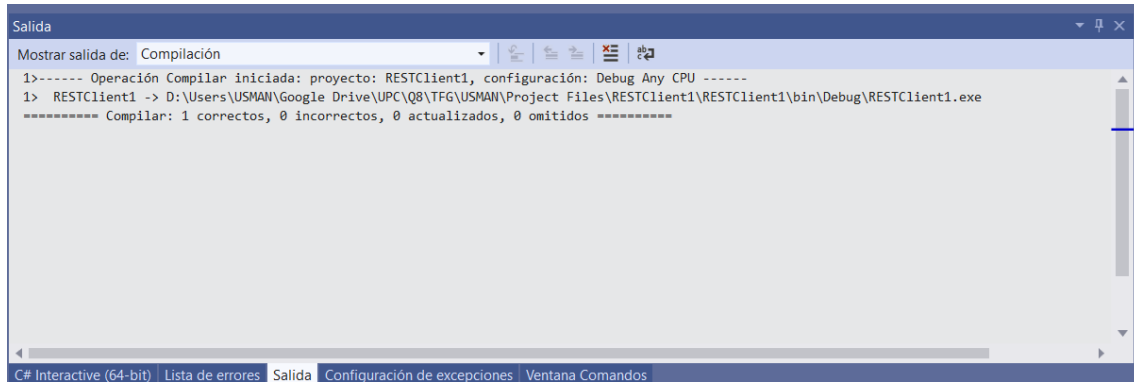 Salida
Mostrar salida de: Compilación
1>------ Operación Compilar iniciada: proyecto: RESTClient1, configuración: Debug Any CPU ------
1>  RESTClient1 -> D:\Users\USMAN\Google Drive\UPC\Q8\TFG\USMAN\Project Files\RESTClient1\RESTClient1\bin\Debug\RESTClient1.exe
========== Compilar: 1 correctos, 0 incorrectos, 0 actualizados, 0 omitidos ==========
C# Interactive (64-bit) Lista de errores Salida Configuración de excepciones Ventana Comandos